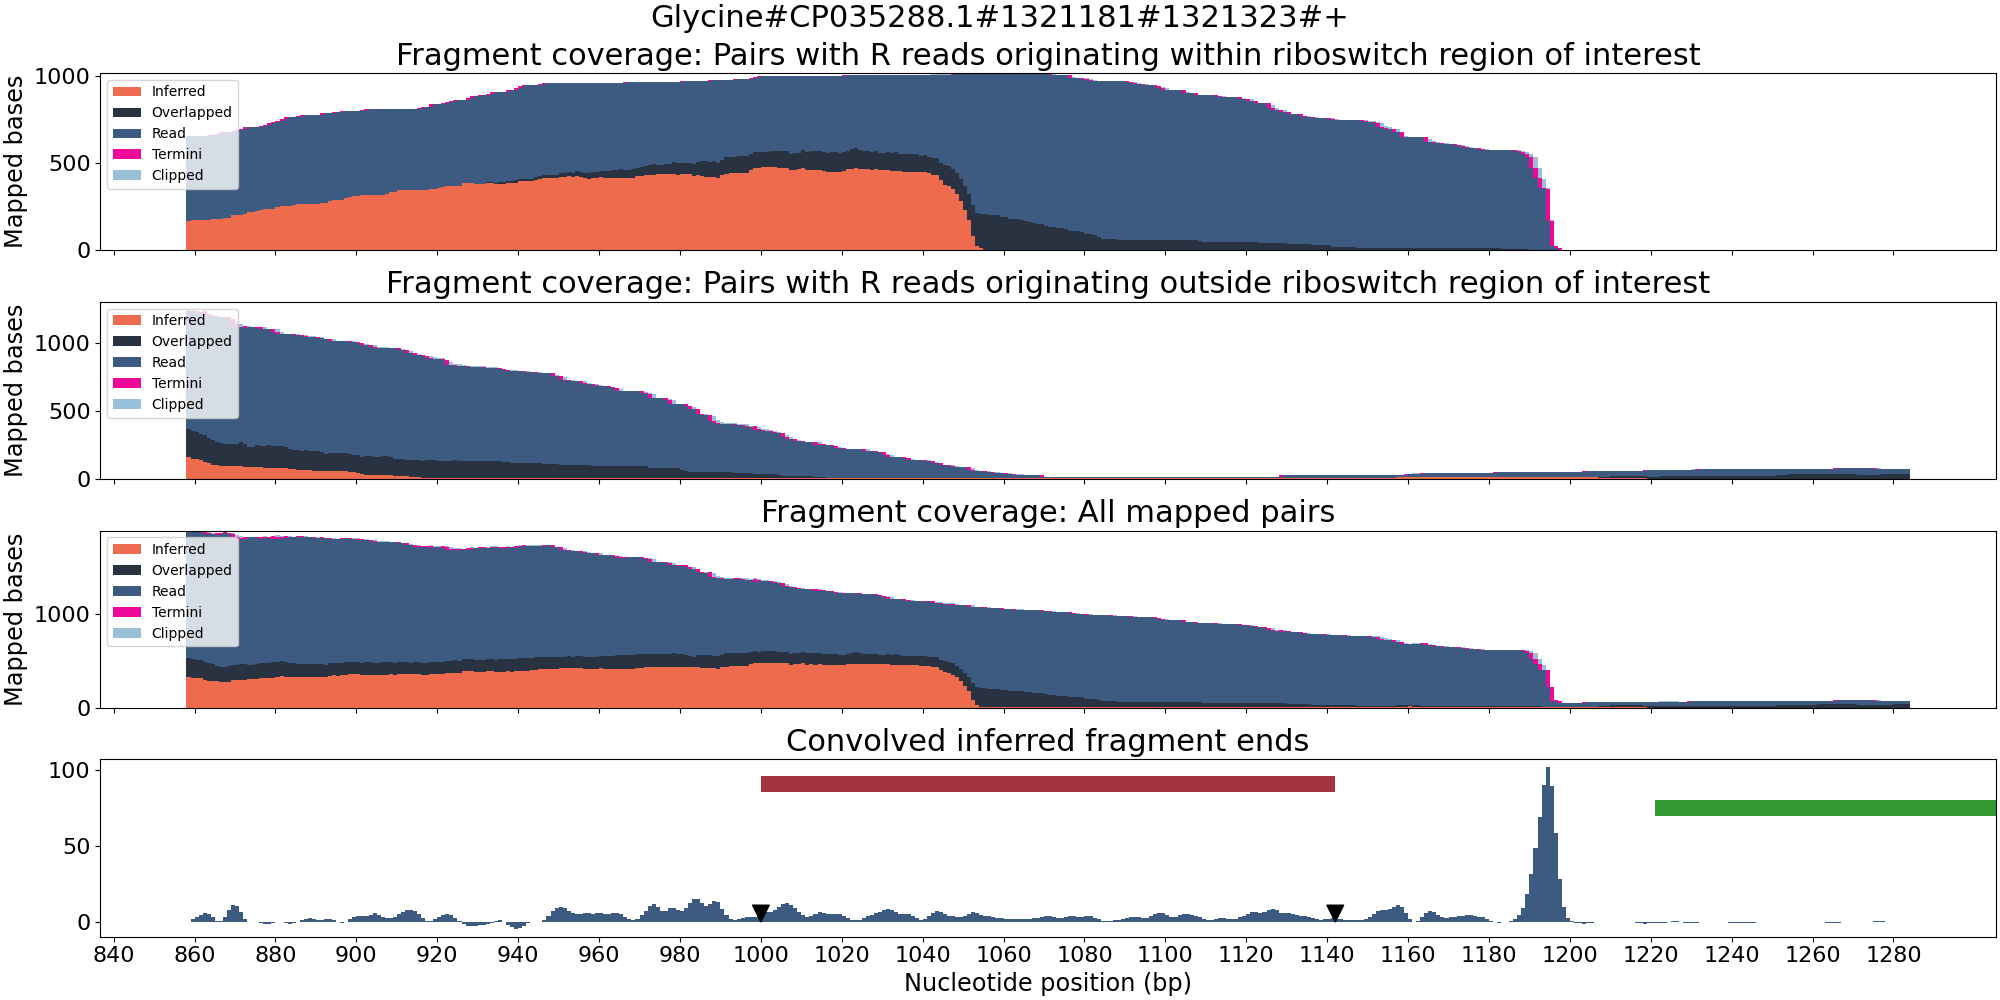 Glycine#CP035288.1#1321181#1321323#+
Fragment coverage: Pairs with R reads originating within riboswitch region of interest
Mapped bases
1000
500
0
Inferred
Overlapped
Read
Termini
Clipped
Fragment coverage: Pairs with R reads originating outside riboswitch region of interest
Mapped bases
1000
500
0
Inferred
Overlapped
Read
Termini
Clipped
Fragment coverage: All mapped pairs
Mapped bases
1000
0
Inferred
Overlapped
Read
Termini
Clipped
Convolved inferred fragment ends
100
50
0
840 860 880 900 920 940 960 980 1000 1020 1040 1060 1080 1100 1120 1140 1160 1180 1200 1220 1240 1260 1280
Nucleotide position (bp)